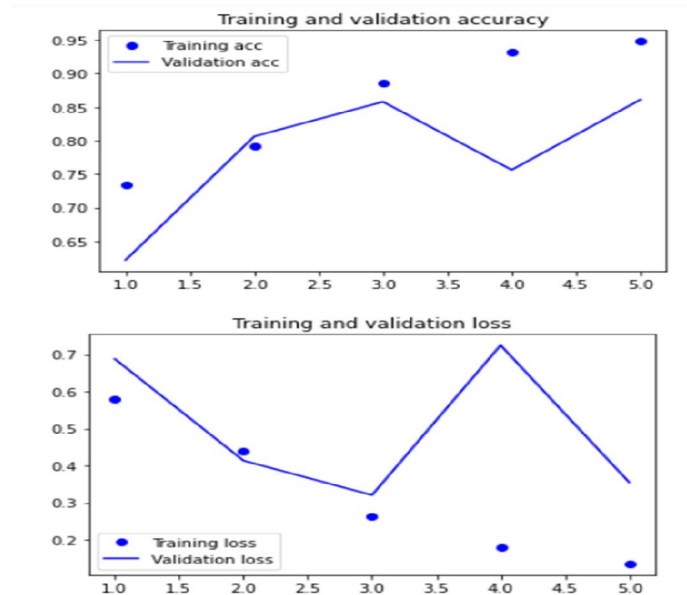 Training and validation accuracy
0.95
0.90
0.85
0.80
0.75
0.70
0.65
Training acc
Validation acc
1.0 1.5 2.0 2.5 3.0 3.5 4.0 4.5 5.0
Training and validation loss
0.7
0.6
0.5
0.4
0.3
0.2
Training loss
Validation loss
1.0 1.5 2.0 2.5 3.0 3.5 4.0 4.5 5.0